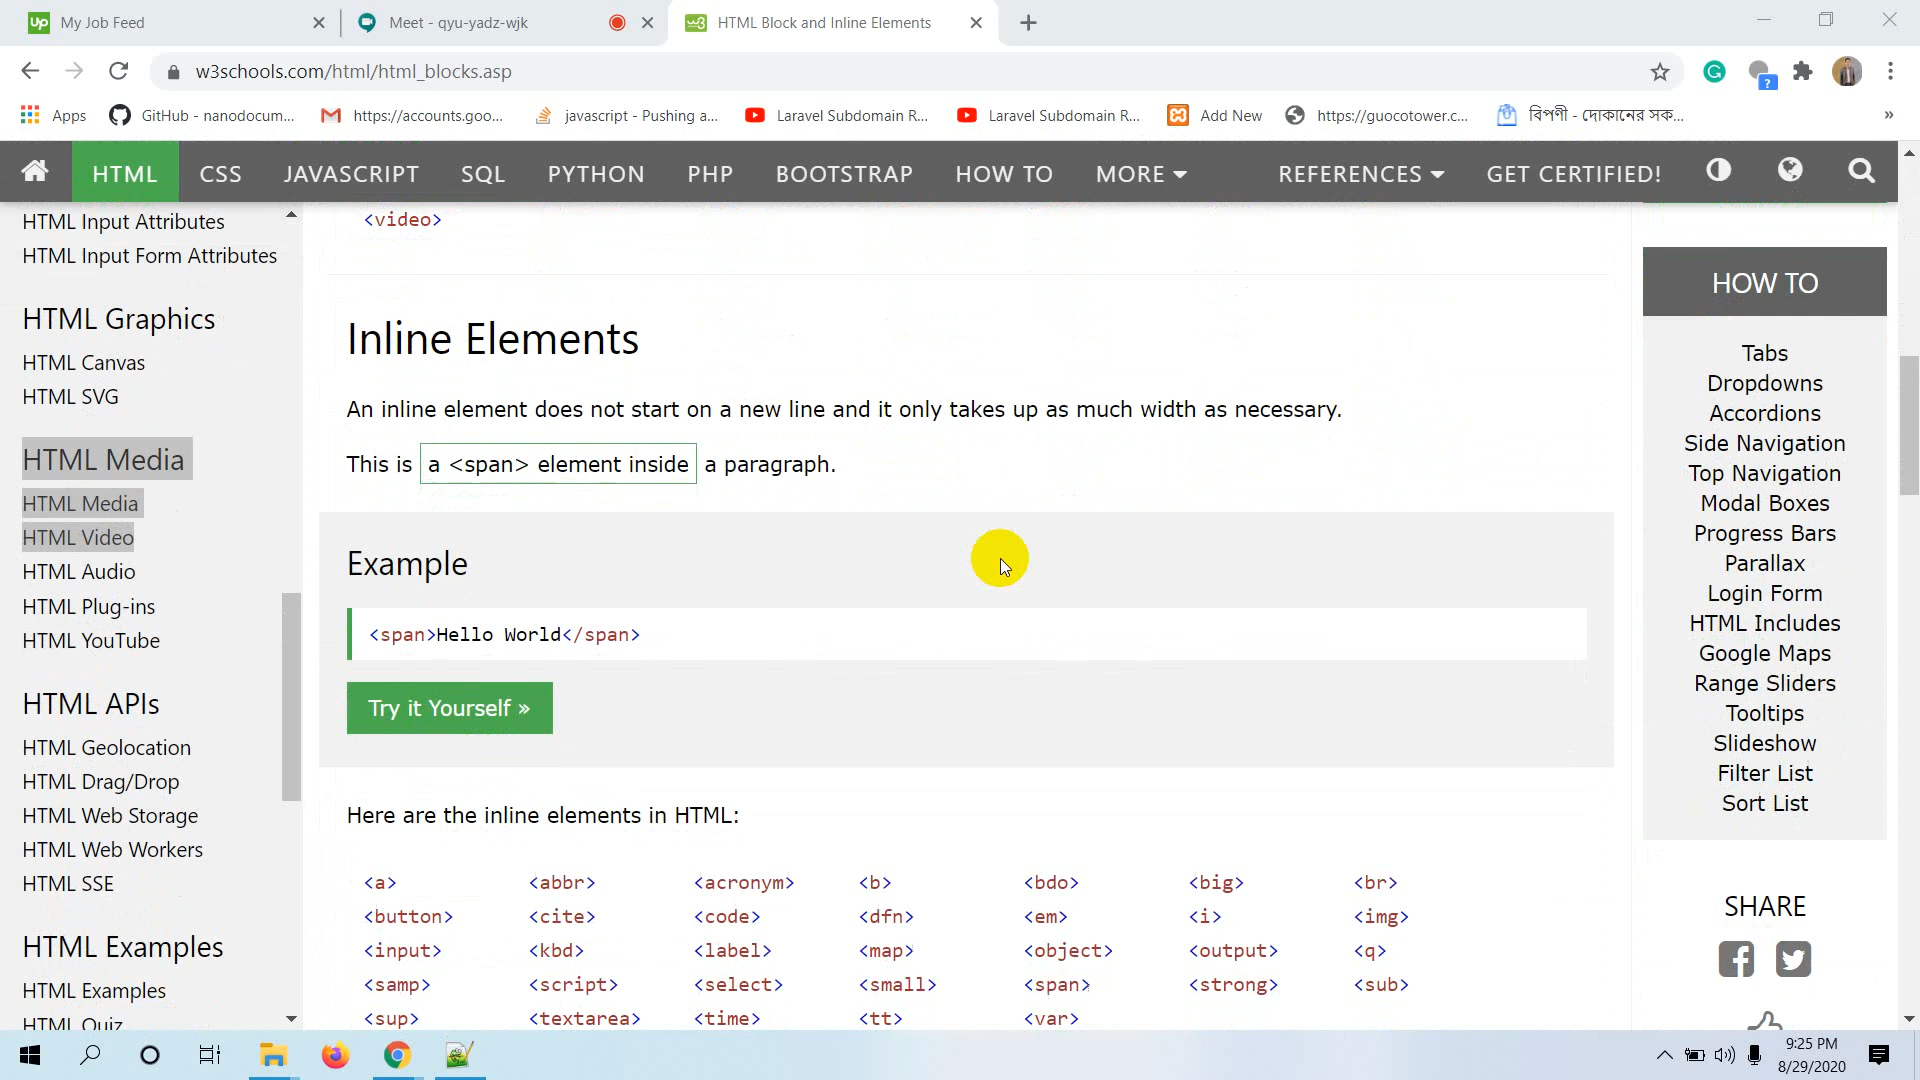 My Job Feed
Meet - qyu-yadz-wjk
HTML Block and Inline Elements
w3schools.com/html/html_blocks.asp
Apps
GitHub - nanodocum...
https://accounts.goo...
javascript - Pushing a...
Laravel Subdomain R...
Laravel Subdomain R...
Add New
https://guocotower.c...
বিপণী - দোকানের সক...
»
HTML
CSS
JAVASCRIPT
SQL
PYTHON
PHP
BOOTSTRAP
HOW TO
MORE
REFERENCES
GET CERTIFIED!
HTML Input Attributes
HTML Input Form Attributes
HTML Graphics
HTML Canvas
HTML SVG
HTML Media
HTML Media
HTML Video
HTML Audio
HTML Plug-ins
HTML YouTube
HTML APIs
HTML Geolocation
HTML Drag/Drop
HTML Web Storage
HTML Web Workers
HTML SSE
HTML Examples
HTML Examples
HTML Quiz
<video>
Inline Elements
An inline element does not start on a new line and it only takes up as much width as necessary.
This is a <span> element inside a paragraph.
Example
<span>Hello World</span>
Try it Yourself »
Here are the inline elements in HTML:
<a> <abbr> <acronym> <b> <bdo> <big> <br>
<button> <cite> <code> <dfn> <em> <i> <img>
<input> <kbd> <label> <map> <object> <output> <q>
<samp> <script> <select> <small> <span> <strong> <sub>
<sup> <textarea> <time> <tt> <var>
HOW TO
Tabs
Dropdowns
Accordions
Side Navigation
Top Navigation
Modal Boxes
Progress Bars
Parallax
Login Form
HTML Includes
Google Maps
Range Sliders
Tooltips
Slideshow
Filter List
Sort List
SHARE
9:25 PM
8/29/2020